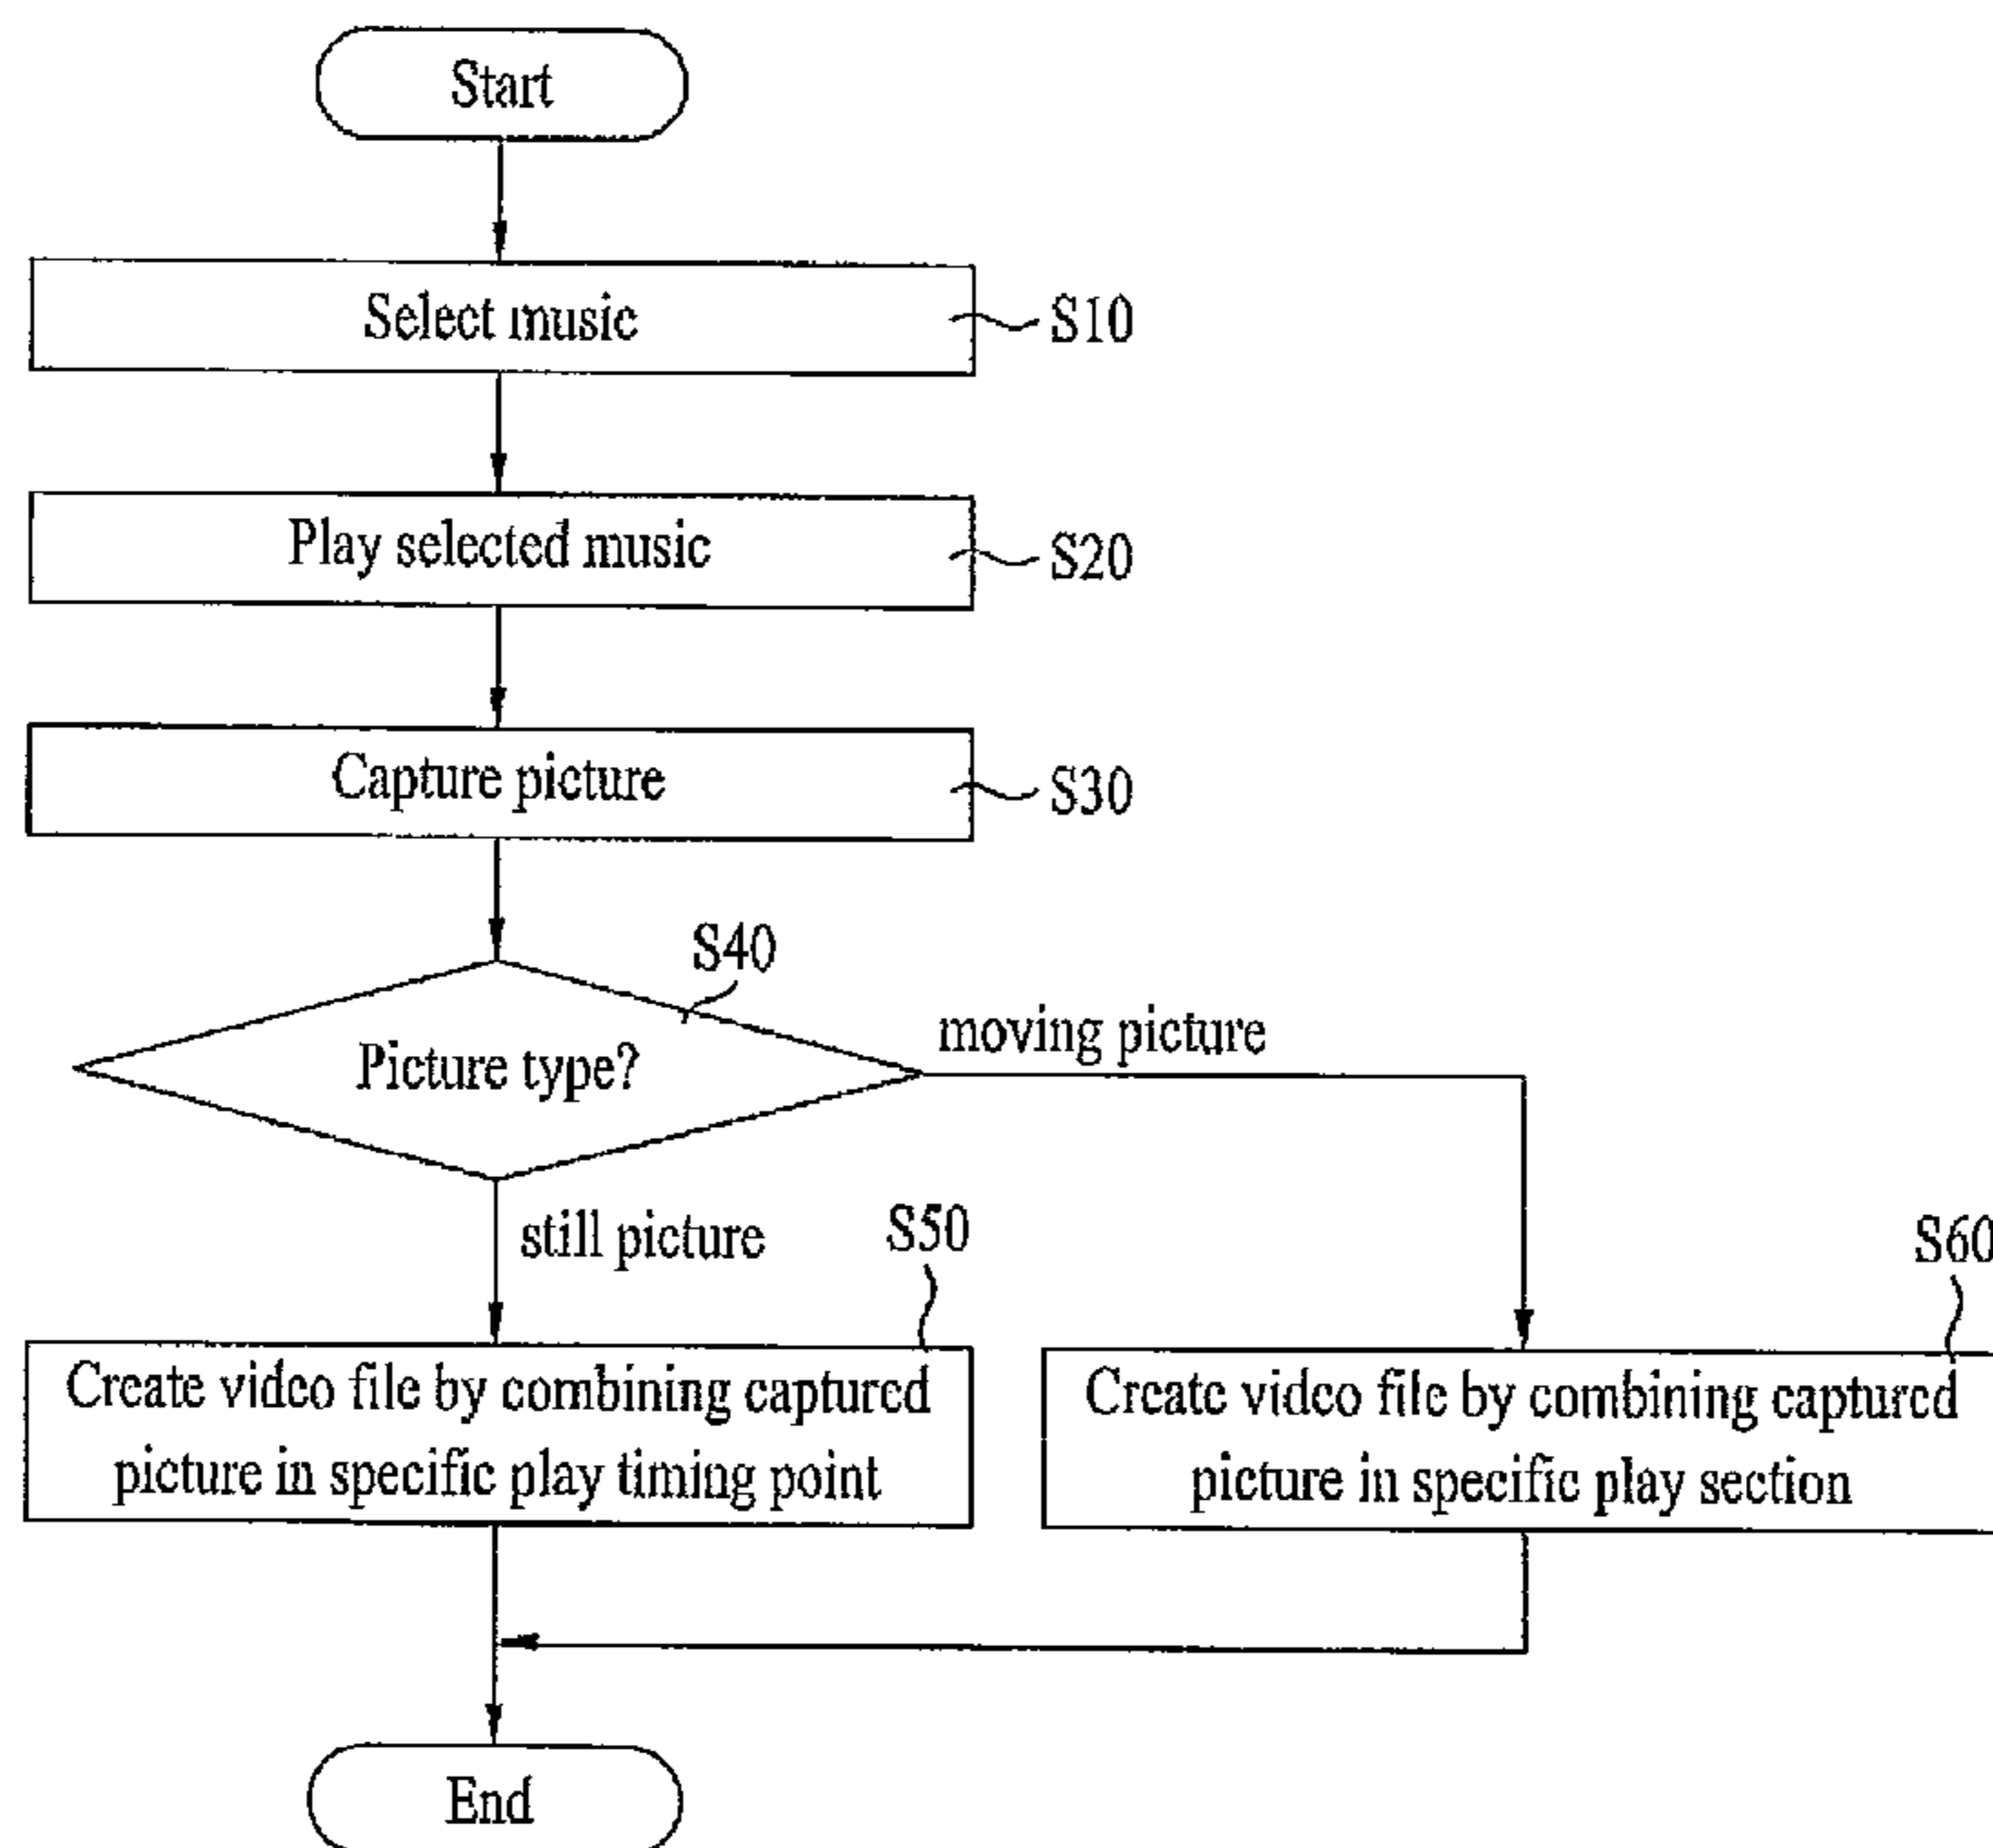 Start
Select music
S10
Play selected music
S20
Capture picture
S30
S40
Picture type?
moving picture
still picture
S50
S60
Create video file by combining captured
picture in specific play timing point
Create video file by combining captured
picture in specific play section
End